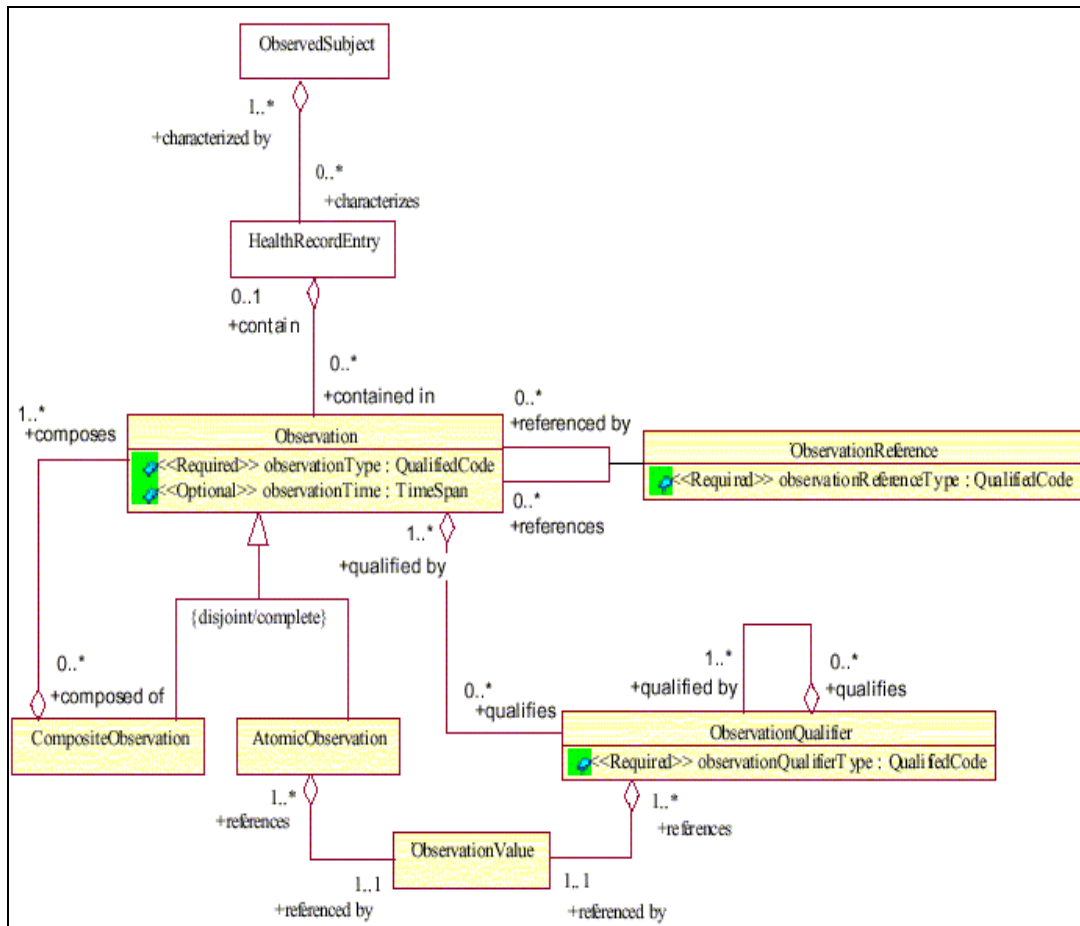 ObservedSubject
1..*
+characterized by
0..*
+characterizes
HealthRecordEntry
0..1
+contain
0..*
+contained in
1..*
+composes
0..*
+referenced by
Observation
<<Required>> observationType : QualifiedCode
<<Optional>> observationTime : TimeSpan
ObservationReference
<<Required>> observationReferenceType : QualifiedCode
0..*
+references
1..*
+qualified by
{disjoint/complete}
0..*
+composed of
0..*
+qualifies
1..*
+qualified by
0..*
+qualifies
CompositeObservation
AtomicObservation
ObservationQualifier
<<Required>> observationQualifierType : QualifiedCode
1..*
+references
1..*
+references
ObservationValue
1..1
+referenced by
1..1
+referenced by